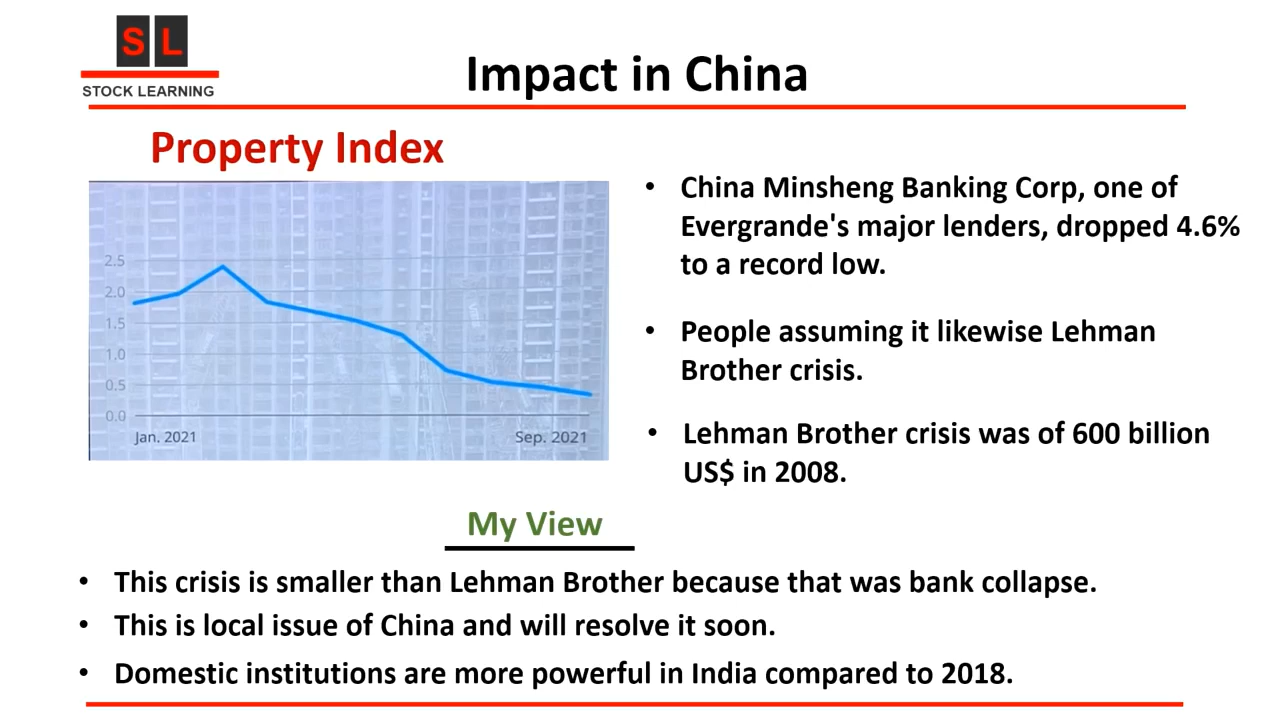 S L
STOCK LEARNING
Impact in China
Property Index
2.5
2.0
1.5
1.0
0.5
0.0
Jan. 2021
Sep. 2021
• China Minsheng Banking Corp, one of
Evergrande's major lenders, dropped 4.6%
to a record low.
• People assuming it likewise Lehman
Brother crisis.
• Lehman Brother crisis was of 600 billion
US$ in 2008.
My View
• This crisis is smaller than Lehman Brother because that was bank collapse.
• This is local issue of China and will resolve it soon.
• Domestic institutions are more powerful in India compared to 2018.